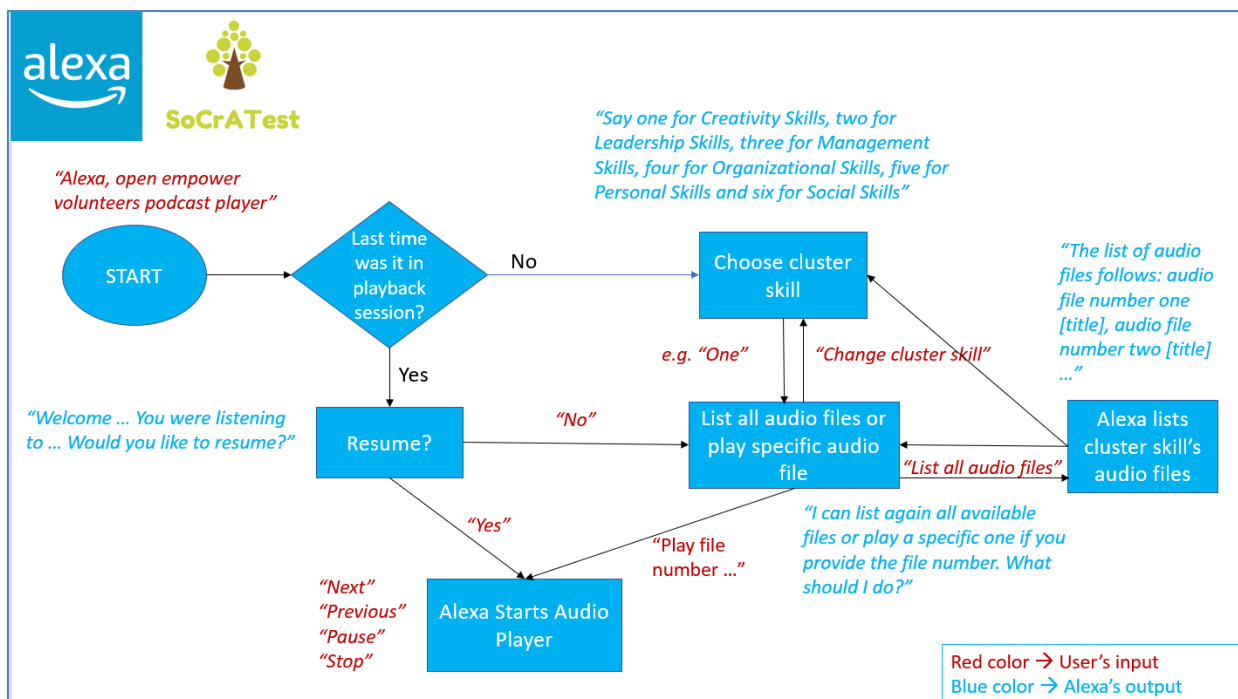 alexa
SoCrATest
“Alexa, open empower
volunteers podcast player”
START
Last time
was it in
playback
session?
No
Yes
“Say one for Creativity Skills, two for
Leadership Skills, three for Management
Skills, four for Organizational Skills, five for
Personal Skills and six for Social Skills”
Choose cluster
skill
“The list of audio
files follows: audio
file number one
[title], audio file
number two [title]
…”
e.g. “One”
“Change cluster skill”
“Welcome … You were listening
to … Would you like to resume?”
Resume?
“No”
List all audio files or
play specific audio
file
Alexa lists
cluster skill’s
audio files
“List all audio files”
“Yes”
“Play file
number …”
“I can list again all available
files or play a specific one if you
provide the file number. What
should I do?”
“Next”
“Previous”
“Pause”
“Stop”
Alexa Starts Audio
Player
Red color → User’s input
Blue color → Alexa’s output